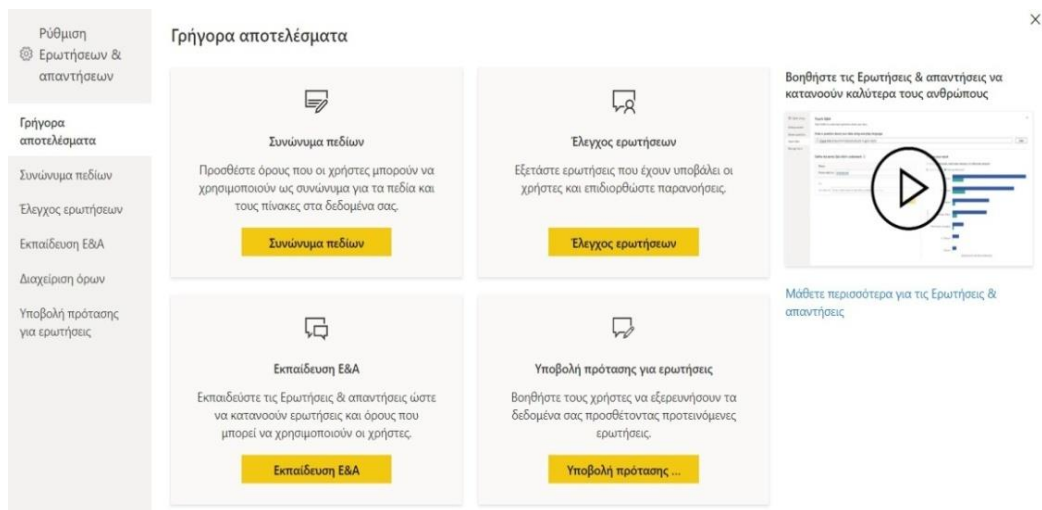 Ρύθμιση
Ερωτήσεων &
απαντήσεων
Γρήγορα
αποτελέσματα
Συνώνυμα πεδίων
Έλεγχος ερωτήσεων
Εκπαίδευση Ε&Α
Διαχείριση όρων
Υποβολή πρότασης
για ερωτήσεις
Γρήγορα αποτελέσματα
Συνώνυμα πεδίων
Προσθέστε όρους που οι χρήστες μπορούν να
χρησιμοποιούν ως συνώνυμα για τα πεδία και
τους πίνακες στα δεδομένα σας.
Συνώνυμα πεδίων
Έλεγχος ερωτήσεων
Εξετάστε ερωτήσεις που έχουν υποβάλει οι
χρήστες και επιδιορθώστε παρανοήσεις.
Έλεγχος ερωτήσεων
Εκπαίδευση Ε&Α
Εκπαιδεύστε τις Ερωτήσεις & απαντήσεις ώστε
να κατανοούν ερωτήσεις και όρους που
μπορεί να χρησιμοποιούν οι χρήστες.
Εκπαίδευση Ε&Α
Υποβολή πρότασης για ερωτήσεις
Βοηθήστε τους χρήστες να εξερευνήσουν τα
δεδομένα σας προσθέτοντας προτεινόμενες
ερωτήσεις.
Υποβολή πρότασης ...
Βοηθήστε τις Ερωτήσεις & απαντήσεις να
κατανοούν καλύτερα τους ανθρώπους
Μάθετε περισσότερα για τις Ερωτήσεις &
απαντήσεις